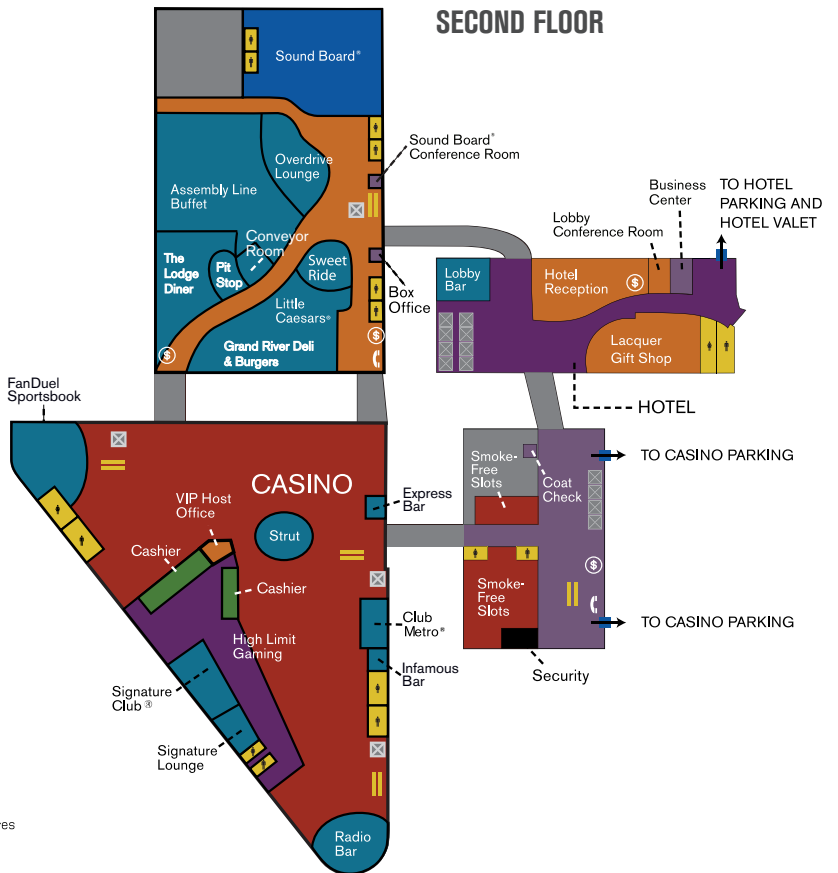 SECOND FLOOR
Sound Board®
Sound Board®
Conference Room
Overdrive
Lounge
Assembly Line
Buffet
Conveyor
Room
The
Lodge
Diner
Pit
Stop
Sweet
Ride
Box
Office
Little
Caesars®
Grand River Deli
& Burgers
$
$
Business
Center
TO HOTEL
PARKING AND
HOTEL VALET
Lobby
Conference Room
Lobby
Bar
Hotel
Reception
$
Lacquer
Gift Shop
HOTEL
FanDuel
Sportsbook
CASINO
VIP Host
Office
Cashier
Strut
Express
Bar
Cashier
High Limit
Gaming
Club
Metro®
Infamous
Bar
Signature
Club ®
Signature
Lounge
Radio
Bar
Smoke-
Free
Slots
Coat
Check
TO CASINO PARKING
$
Smoke-
Free
Slots
TO CASINO PARKING
Security
es